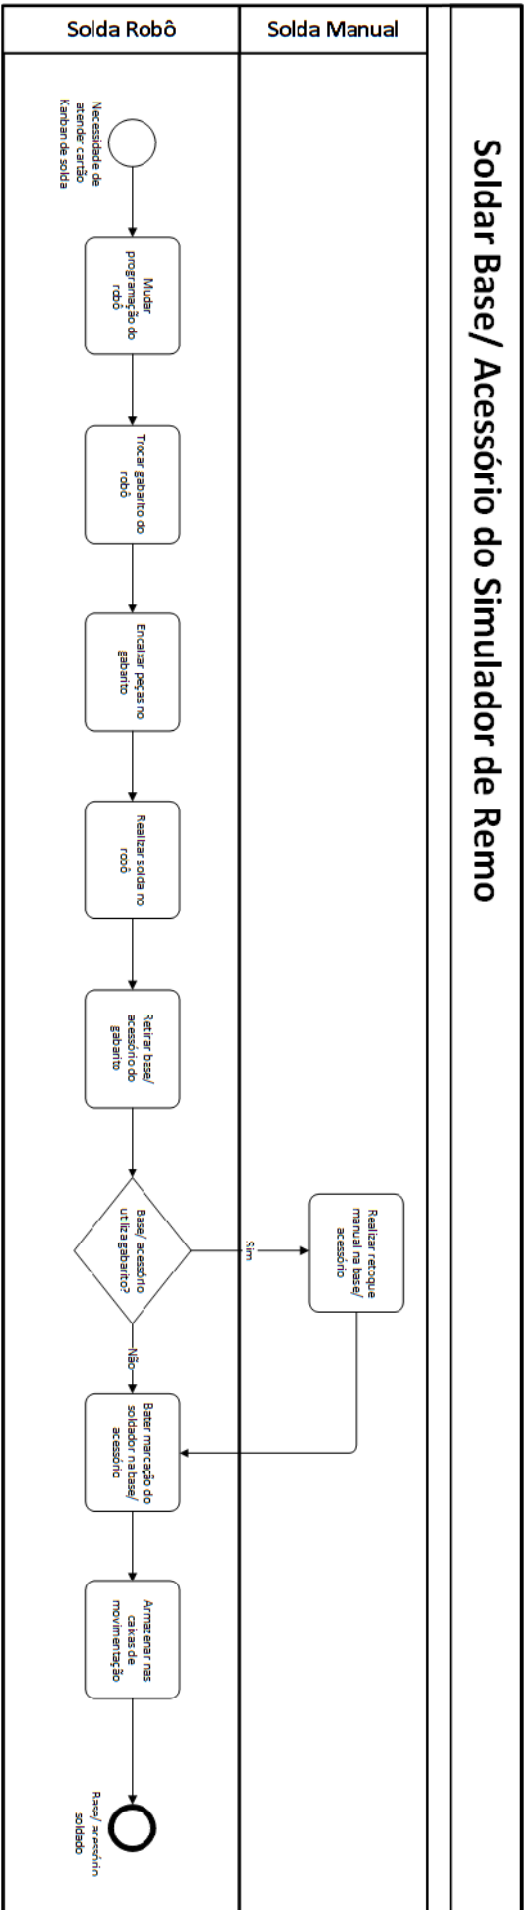 Soldar Base/ Acessório do Simulador de Remo
Solda Robô
Solda Manual
Necessidade de
atender cartão
Kanban de solda
Mudar
programação do
robô
Trocar gabarito do
robô
Encaixar peças no
gabarito
Realizar solda no
robô
Retirar base/
acessório do
gabarito
Base/ acessório
utiliza gabarito?
Sim
Realizar retoque
manual na base/
acessório
Não
Bater marcação do
soldador na base/
acessório
Armazenar nas
caixas de
movimentação
Base/ acessório
soldado